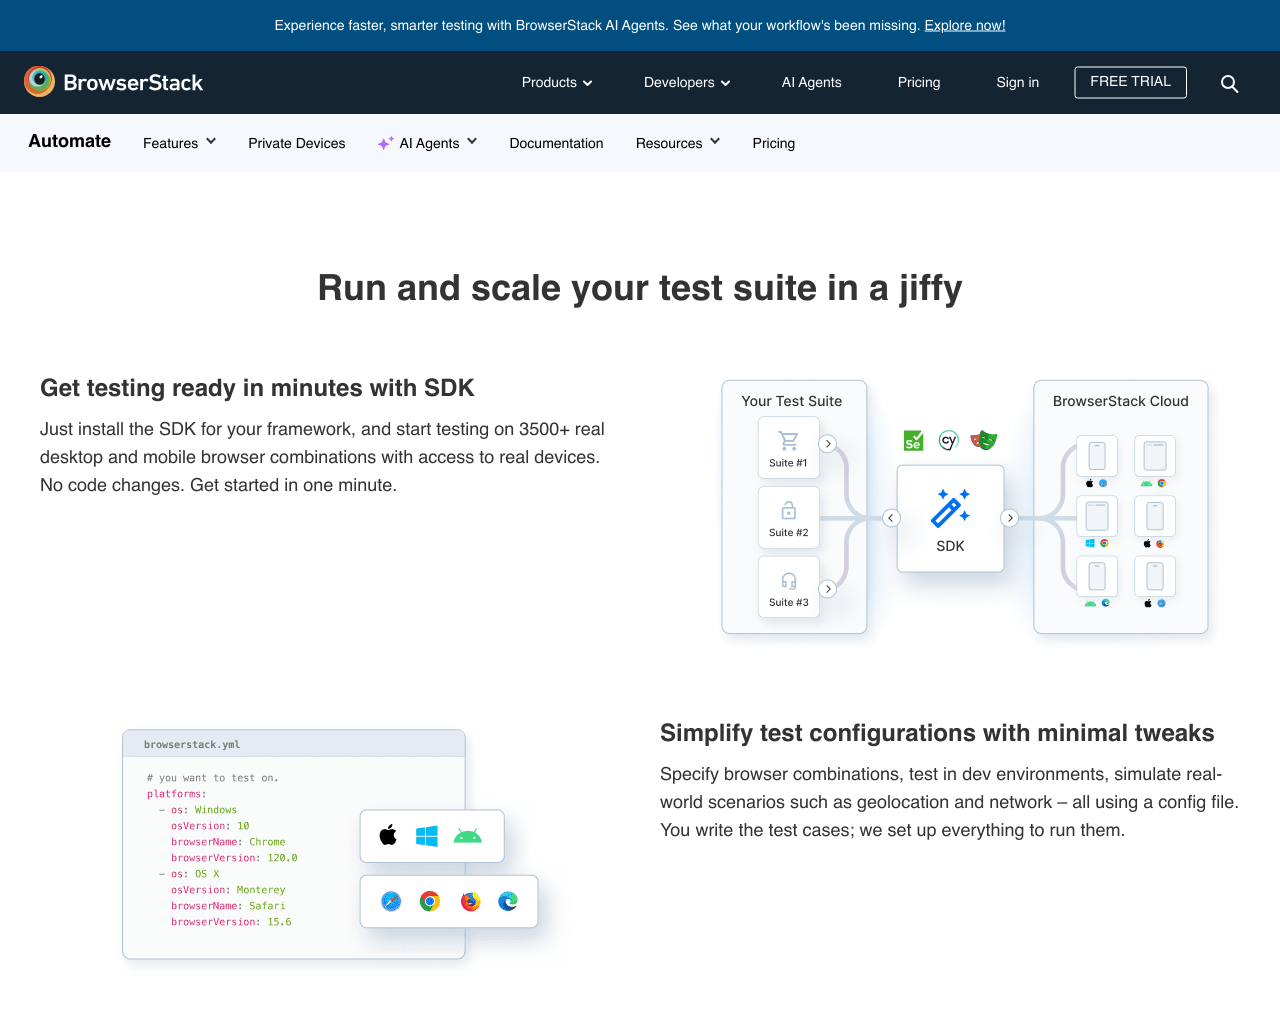 Experience faster, smarter testing with BrowserStack AI Agents. See what your workflow's been missing. Explore now!
BrowserStack
Products
Developers
AI Agents
Pricing
Sign in
FREE TRIAL
Automate
Features
Private Devices
AI Agents
Documentation
Resources
Pricing
Run and scale your test suite in a jiffy
Get testing ready in minutes with SDK
Just install the SDK for your framework, and start testing on 3500+ real
desktop and mobile browser combinations with access to real devices.
No code changes. Get started in one minute.
Your Test Suite
Suite #1
Suite #2
Suite #3
Se
cy
SDK
BrowserStack Cloud
browserstack.yml
# you want to test on.
platforms:
- os: Windows
osVersion: 10
browserName: Chrome
browserVersion: 120.0
- os: OS X
osVersion: Monterey
browserName: Safari
browserVersion: 15.6
Simplify test configurations with minimal tweaks
Specify browser combinations, test in dev environments, simulate real-
world scenarios such as geolocation and network – all using a config file.
You write the test cases; we set up everything to run them.